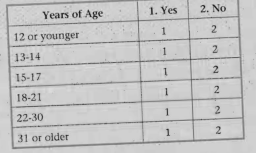 Years of Age 1. Yes 2. No
12 or younger 1 2
13-14 1 2
15-17 1 2
18-21 1 2
22-30 1 2
31 or older 1 2